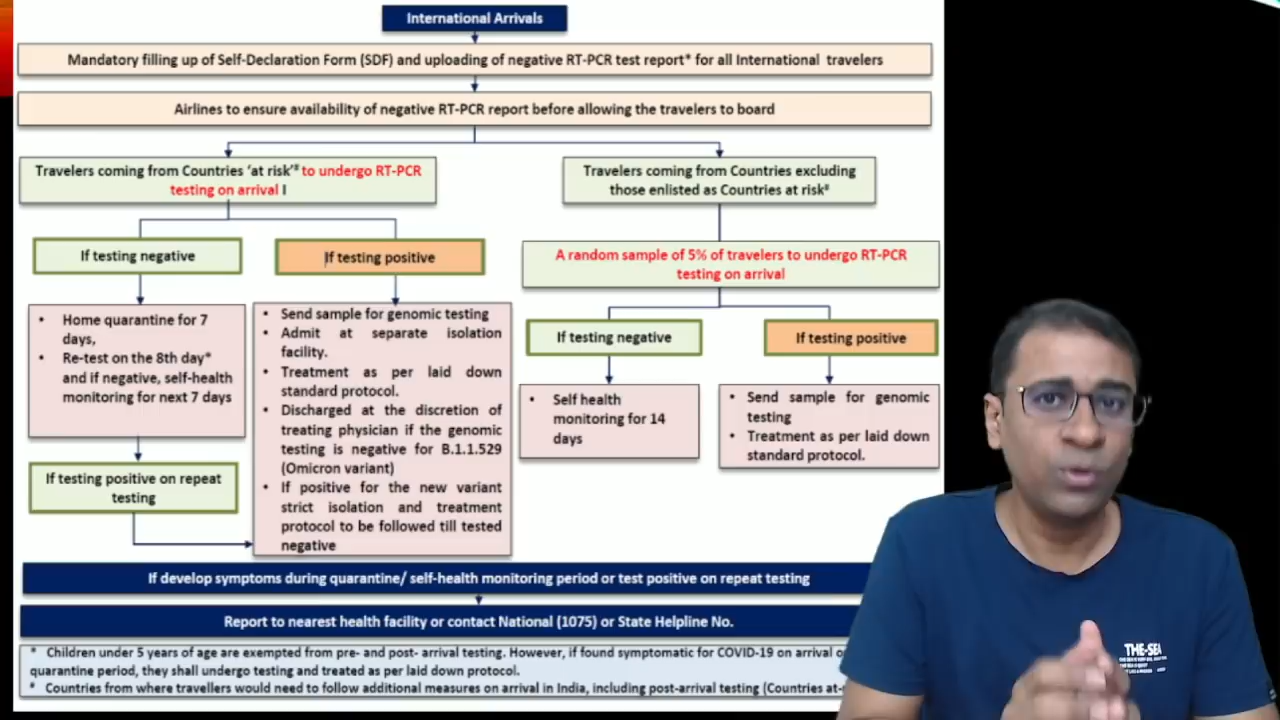 International Arrivals
Mandatory filling up of Self-Declaration Form (SDF) and uploading of negative RT-PCR test report* for all International travelers
Airlines to ensure availability of negative RT-PCR report before allowing the travelers to board
Travelers coming from Countries ‘at risk’# to undergo RT-PCR
testing on arrival I
Travelers coming from Countries excluding
those enlisted as Countries at risk#
If testing negative
If testing positive
A random sample of 5% of travelers to undergo RT-PCR
testing on arrival
• Home quarantine for 7
days,
• Re-test on the 8th day*
and if negative, self-health
monitoring for next 7 days
• Send sample for genomic testing
• Admit at separate isolation
facility.
• Treatment as per laid down
standard protocol.
• Discharged at the discretion of
treating physician if the genomic
testing is negative for B.1.1.529
(Omicron variant)
• If positive for the new variant
strict isolation and treatment
protocol to be followed till tested
negative
If testing negative
If testing positive
• Self health
monitoring for 14
days
• Send sample for genomic
testing
• Treatment as per laid down
standard protocol.
If testing positive on repeat
testing
If develop symptoms during quarantine/ self-health monitoring period or test positive on repeat testing
Report to nearest health facility or contact National (1075) or State Helpline No.
* Children under 5 years of age are exempted from pre- and post- arrival testing. However, if found symptomatic for COVID-19 on arrival
quarantine period, they shall undergo testing and treated as per laid down protocol.
* Countries from where travellers would need to follow additional measures on arrival in India, including post-arrival testing (Countries at-
THE-SEA